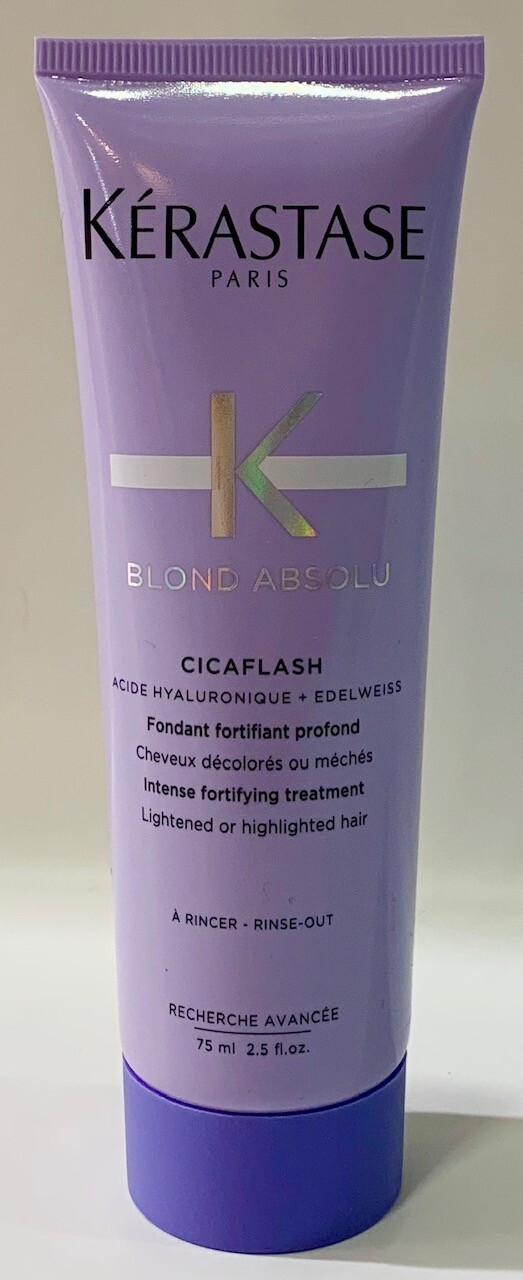 KÉRASTASE
PARIS
K
BLOND ABSOLU
CICAFLASH
ACIDE HYALURONIQUE + EDELWEISS
Fondant fortifiant profond
Cheveux décolorés ou méchés
Intense fortifying treatment
Lightened or highlighted hair
À RINCER - RINSE-OUT
RECHERCHE AVANCÉE
75 ml 2.5 fl.oz.